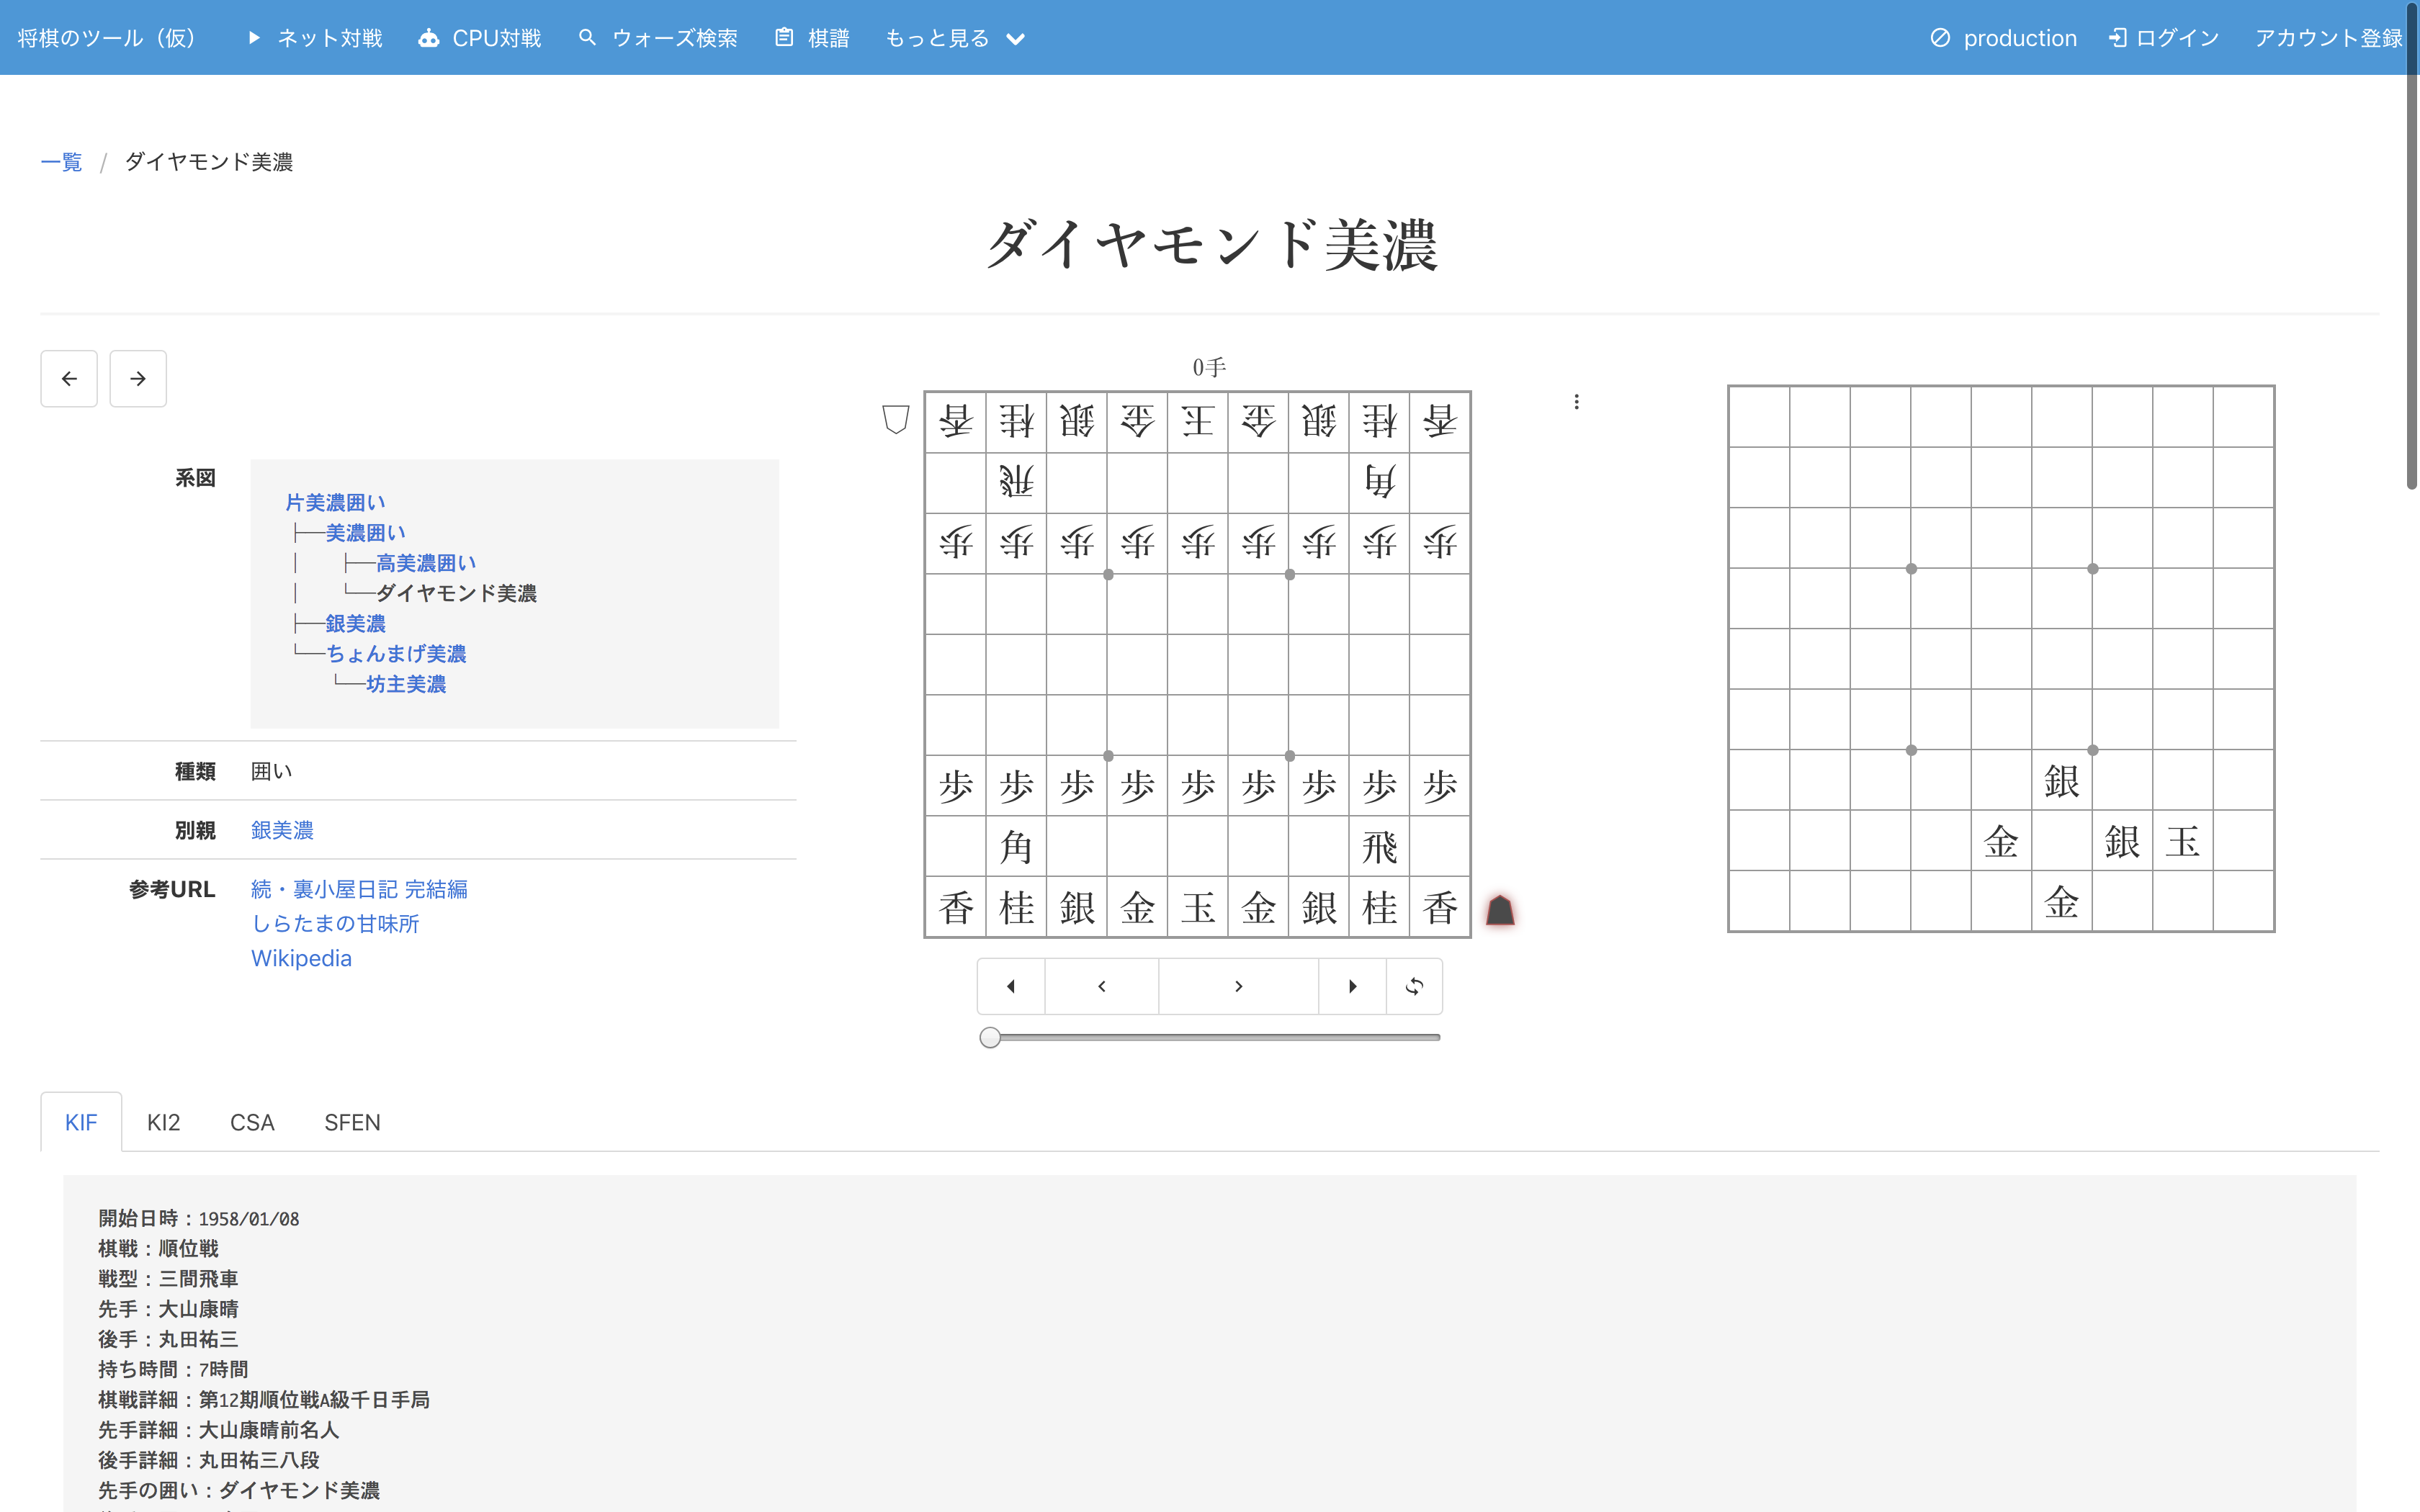 将棋のツール（仮） ネット対戦 CPU対戦 ウォーズ検索 棋譜 もっと見る production ログイン アカウント登録
一覧 / ダイヤモンド美濃
ダイヤモンド美濃
系図
片美濃囲い
├──美濃囲い
│   ├──高美濃囲い
│   └──ダイヤモンド美濃
├──銀美濃
└──ちょんまげ美濃
    └──坊主美濃
種類 囲い
別親 銀美濃
参考URL 続・裏小屋日記 完結編
しらたまの甘味所
Wikipedia
0手
香 桂 銀 金 王 金 銀 桂 香
飛 角
歩 歩 歩 歩 歩 歩 歩 歩 歩
歩 歩 歩 歩 歩 歩 歩 歩 歩
角 飛
香 桂 銀 金 玉 金 銀 桂 香
銀
金 銀 玉
金
KIF KI2 CSA SFEN
開始日時：1958/01/08
棋戦：順位戦
戦型：三間飛車
先手：大山康晴
後手：丸田祐三
持ち時間：7時間
棋戦詳細：第12期順位戦A級千日手局
先手詳細：大山康晴前名人
後手詳細：丸田祐三八段
先手の囲い：ダイヤモンド美濃